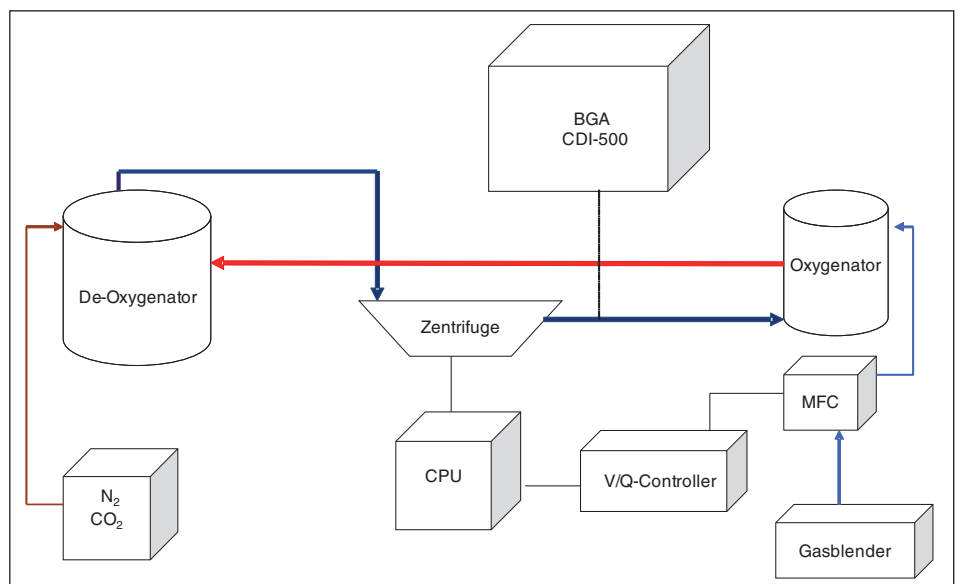 BGA
CDI-500
De-Oxygenator
Oxygenator
Zentrifuge
MFC
CPU
V/Q-Controller
N₂
CO₂
Gasblender